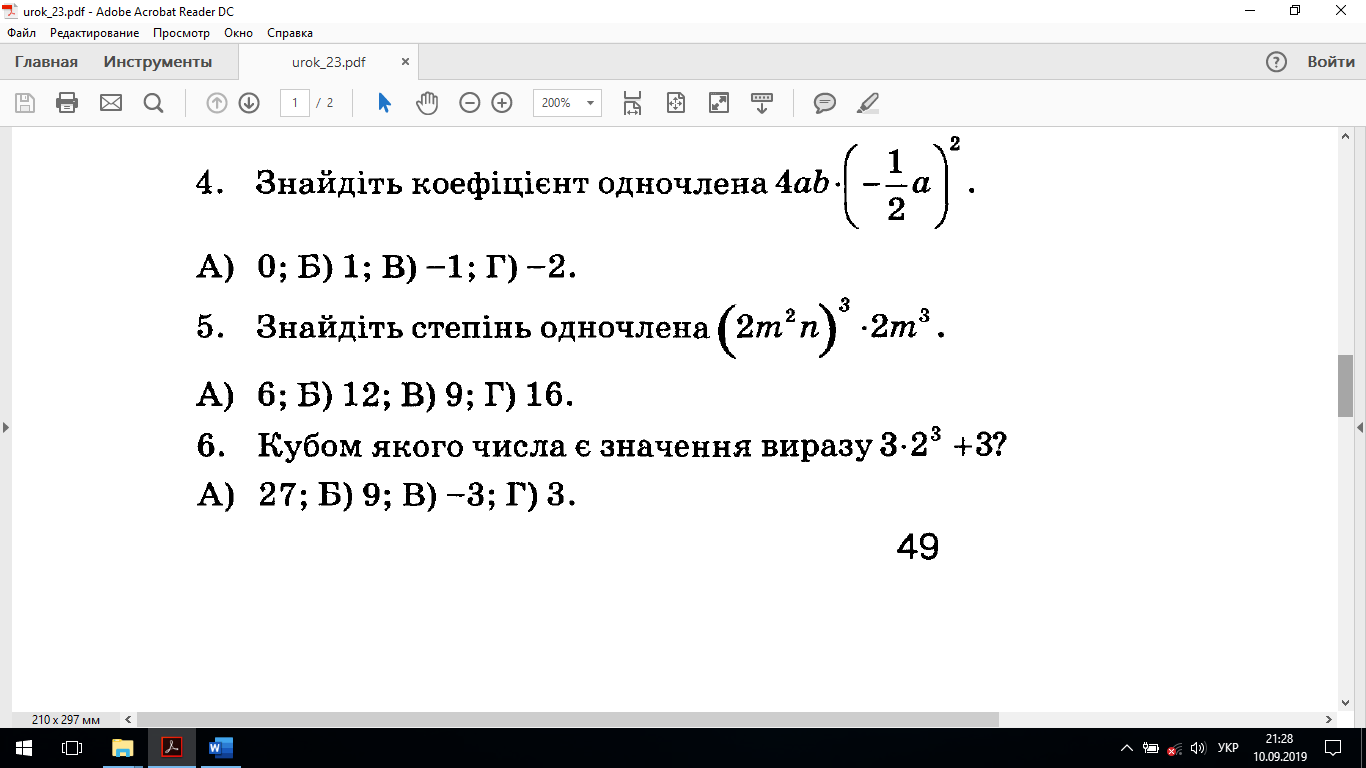 urok_23.pdf - Adobe Acrobat Reader DC
Файл Редактирование Просмотр Окно Справка
Главная Инструменты urok_23.pdf × ? Войти
1 / 2 200%
4. Знайдіть коефіцієнт одночлена 4ab·(−1/2 a)².
А) 0; Б) 1; В) −1; Г) −2.
5. Знайдіть степінь одночлена (2m²n)³·2m³.
А) 6; Б) 12; В) 9; Г) 16.
6. Кубом якого числа є значення виразу 3·2³ +3?
А) 27; Б) 9; В) −3; Г) 3.
49
210 x 297 мм
УКР 21:28
10.09.2019